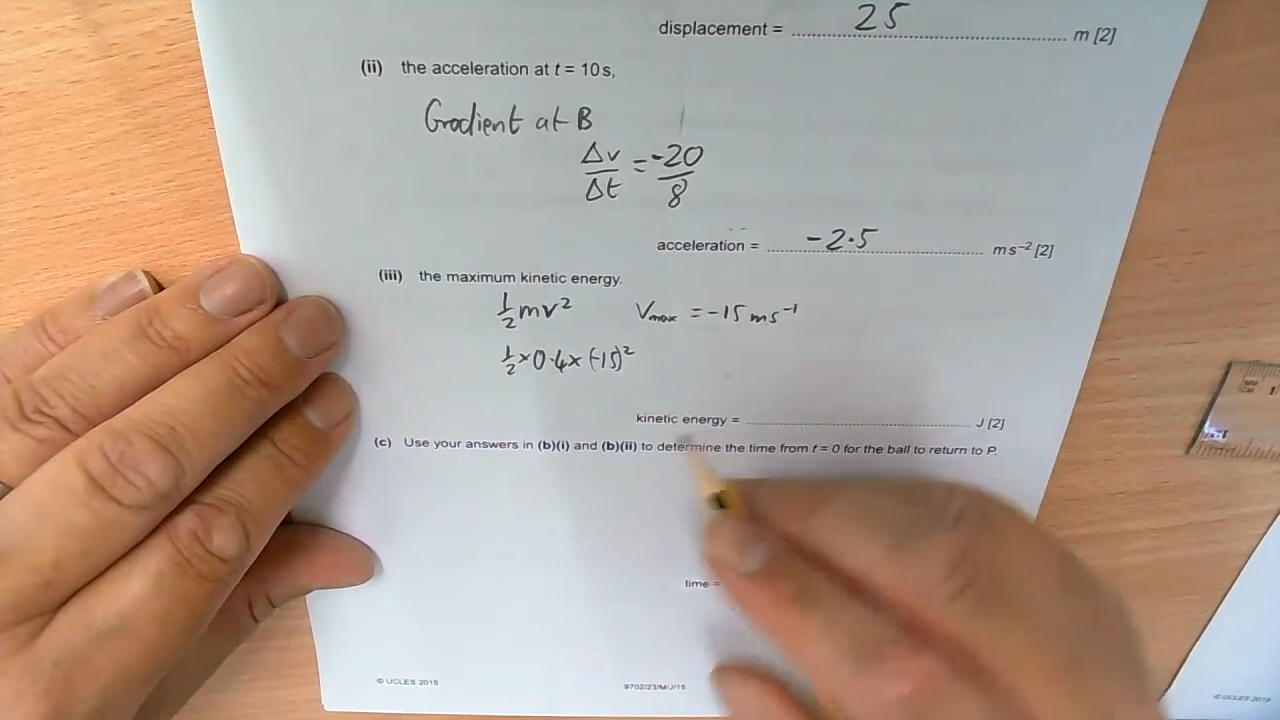 displacement = 25 m [2]
(ii) the acceleration at t = 10 s,
Gradient at B
Δv/Δt = -20/8
acceleration = -2.5 m s⁻² [2]
(iii) the maximum kinetic energy.
½mv² Vmax = -15 ms⁻¹
½ × 0.4 × (-15)²
kinetic energy = J [2]
(c) Use your answers in (b)(i) and (b)(ii) to determine the time from t = 0 for the ball to return to P.
time =
© UCLES 2015 9702/23/M/J/15
© UCLES 2015